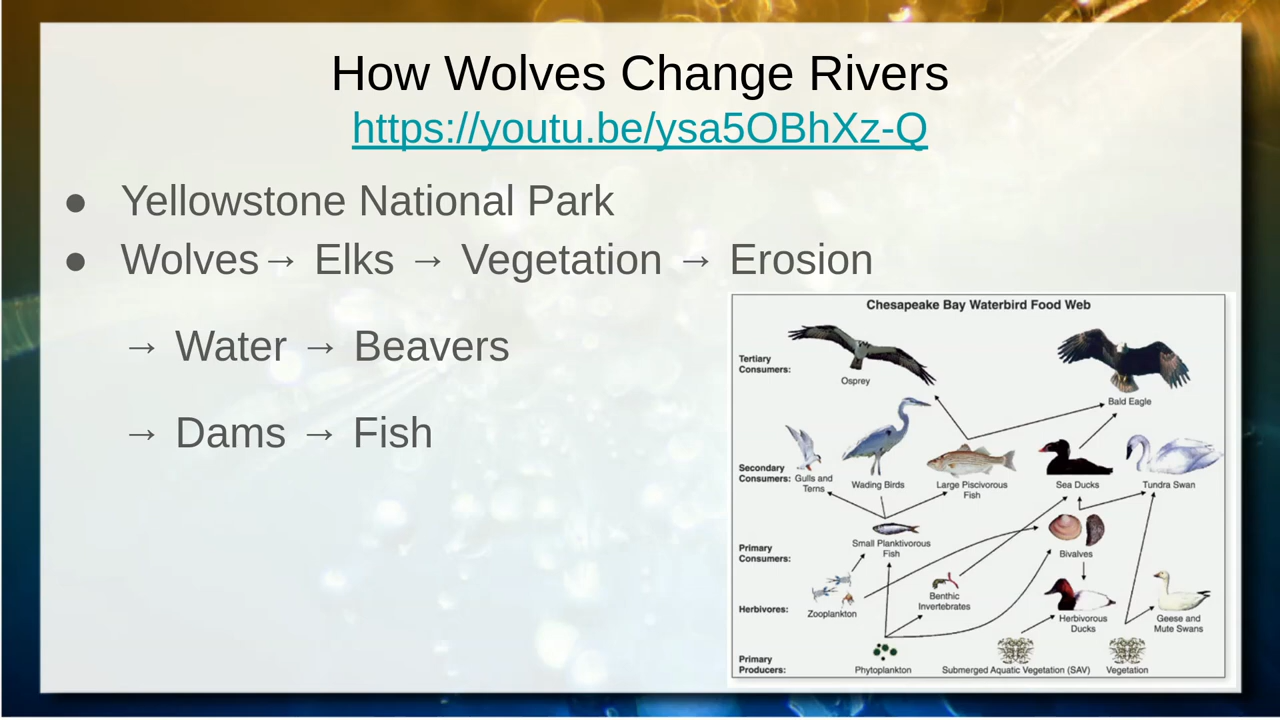 How Wolves Change Rivers
https://youtu.be/ysa5OBhXz-Q
● Yellowstone National Park
● Wolves→ Elks → Vegetation → Erosion
→ Water → Beavers
→ Dams → Fish
Chesapeake Bay Waterbird Food Web
Tertiary
Consumers:
Osprey
Bald Eagle
Secondary
Consumers:
Gulls and
Terns
Wading Birds
Large Piscivorous
Fish
Sea Ducks
Tundra Swan
Primary
Consumers:
Small Planktivorous
Fish
Bivalves
Herbivores:
Zooplankton
Benthic
Invertebrates
Herbivorous
Ducks
Geese and
Mute Swans
Primary
Producers:
Phytoplankton
Submerged Aquatic Vegetation (SAV)
Vegetation